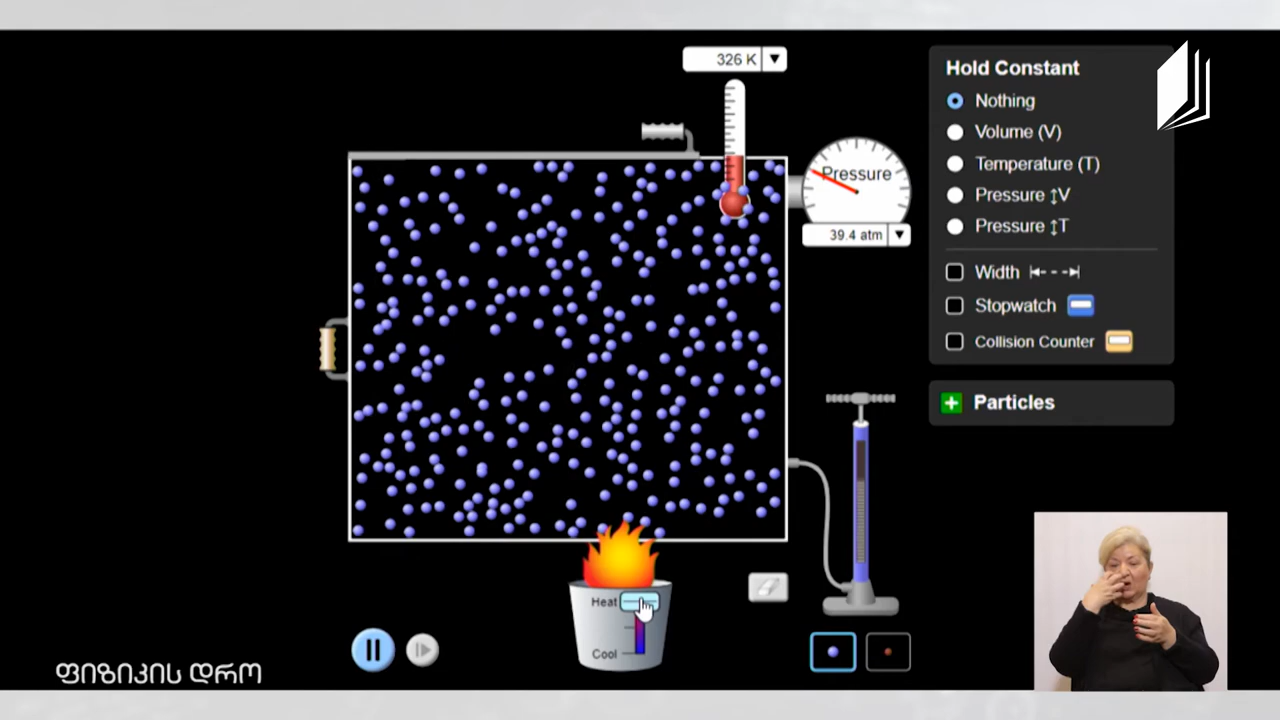 326 K
Pressure
39.4 atm
Hold Constant
Nothing
Volume (V)
Temperature (T)
Pressure ↕V
Pressure ↕T
Width
Stopwatch
Collision Counter
Particles
Heat
Cool
ფიზიკის დრო